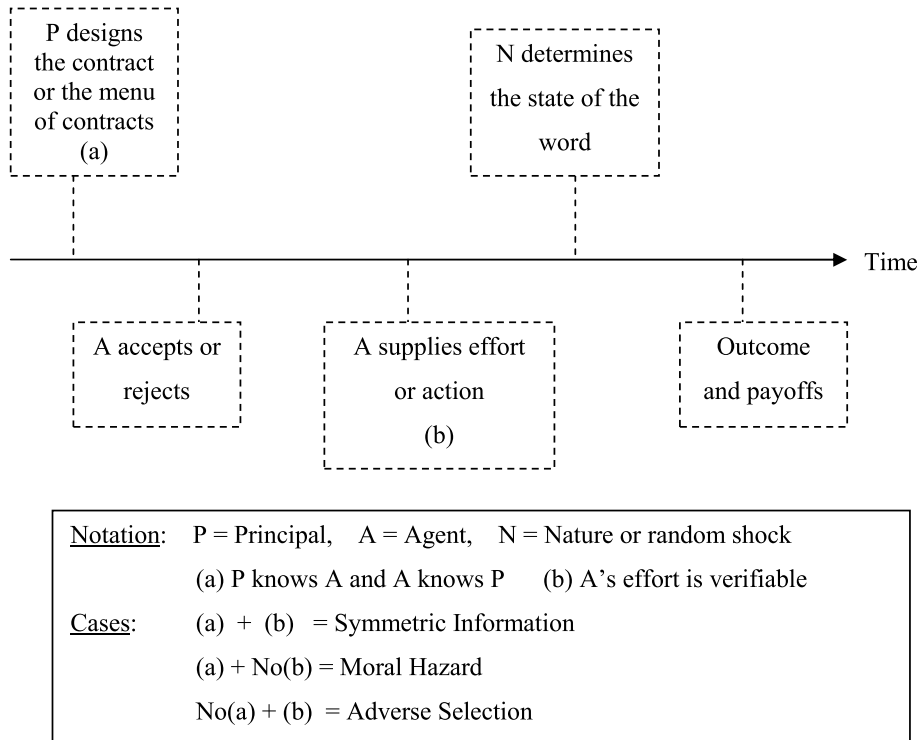 P designs
the contract
or the menu
of contracts
(a)
N determines
the state of the
word
Time
A accepts or
rejects
A supplies effort
or action
(b)
Outcome
and payoffs
Notation: P = Principal, A = Agent, N = Nature or random shock
(a) P knows A and A knows P (b) A’s effort is verifiable
Cases: (a) + (b) = Symmetric Information
(a) + No(b) = Moral Hazard
No(a) + (b) = Adverse Selection